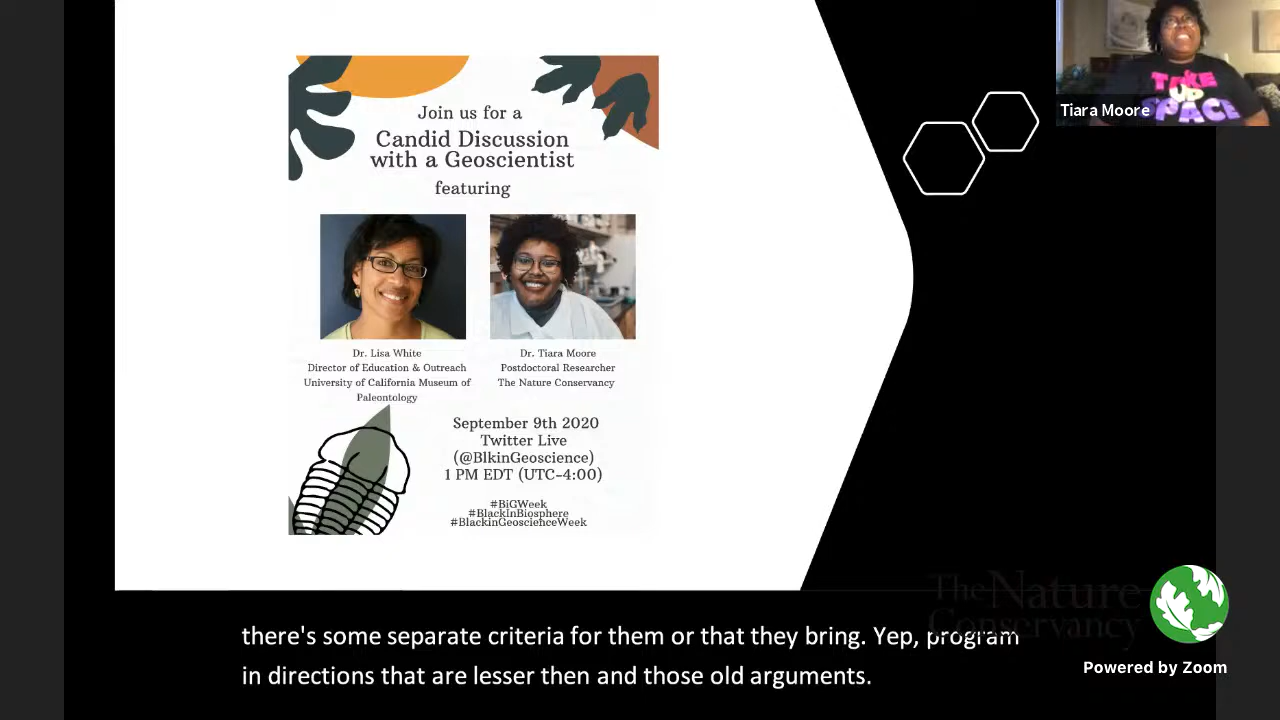 Join us for a
Candid Discussion
with a Geoscientist
featuring
Dr. Lisa White
Director of Education & Outreach
University of California Museum of
Paleontology
Dr. Tiara Moore
Postdoctoral Researcher
The Nature Conservancy
September 9th 2020
Twitter Live
(@BlkinGeoscience)
1 PM EDT (UTC-4:00)
#BiGWeek
#BlackInBiosphere
#BlackinGeoscienceWeek
TAKE
UP
SPACE
Tiara Moore
The Nature
Conservancy
there's some separate criteria for them or that they bring. Yep, program
in directions that are lesser then and those old arguments.
Powered by Zoom